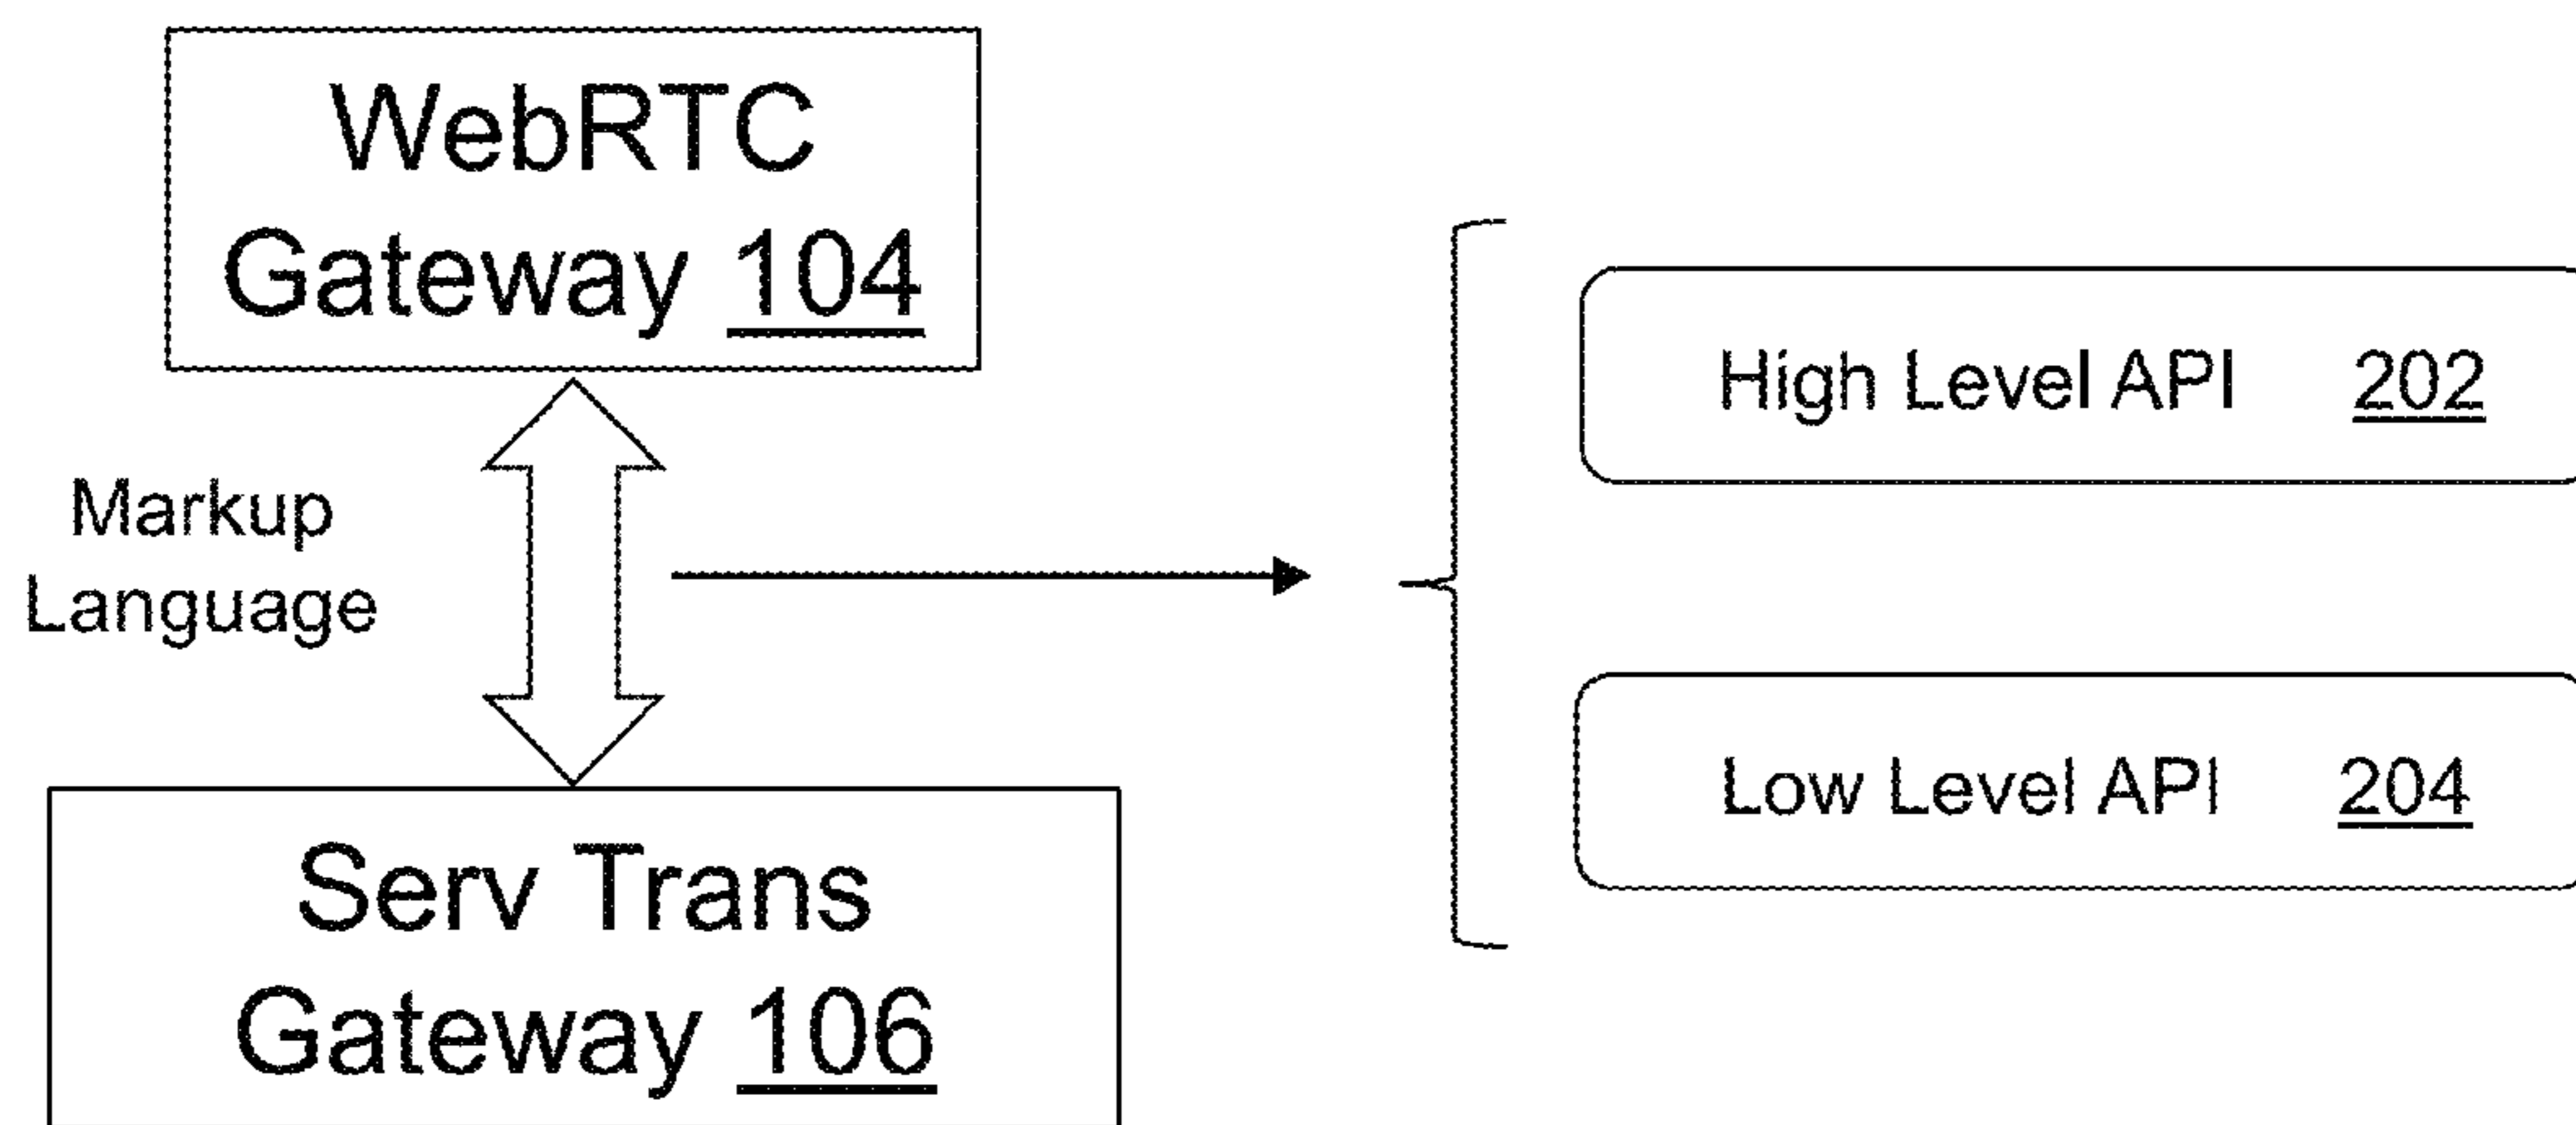 WebRTC
Gateway 104
Markup
Language
High Level API 202
Low Level API 204
Serv Trans
Gateway 106